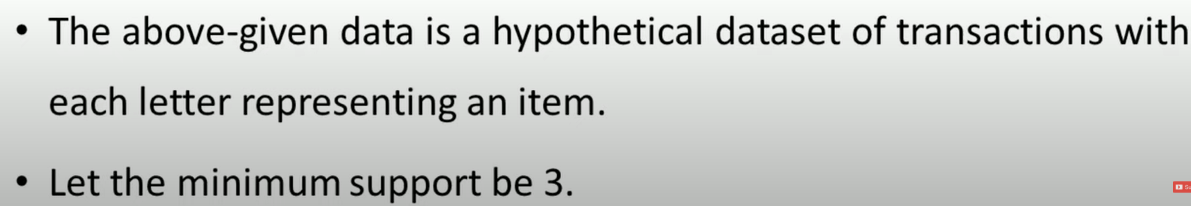 • The above-given data is a hypothetical dataset of transactions with
each letter representing an item.
• Let the minimum support be 3.